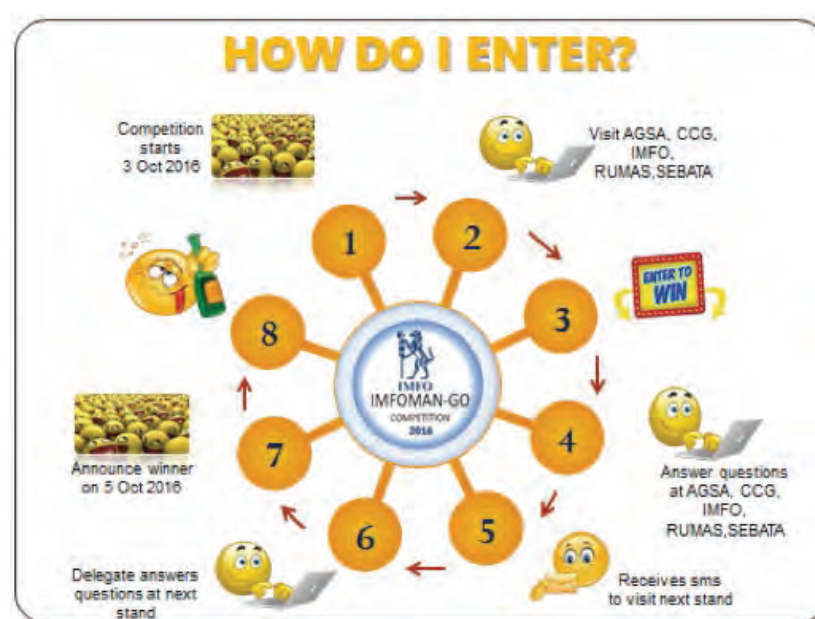 HOW DO I ENTER?
Competition
starts
3 Oct 2016
Visit AGSA, CCG,
IMFO,
RUMAS,SEBATA
1
2
3
ENTER TO
WIN
4
Answer questions
at AGSA, CCG,
IMFO,
RUMAS,SEBATA
5
Receives sms
to visit next stand
6
Delegate answers
questions at next
stand
7
Announce winner
on 5 Oct 2016
8
IMFO
IMFOMAN-GO
COMPETITION
2016